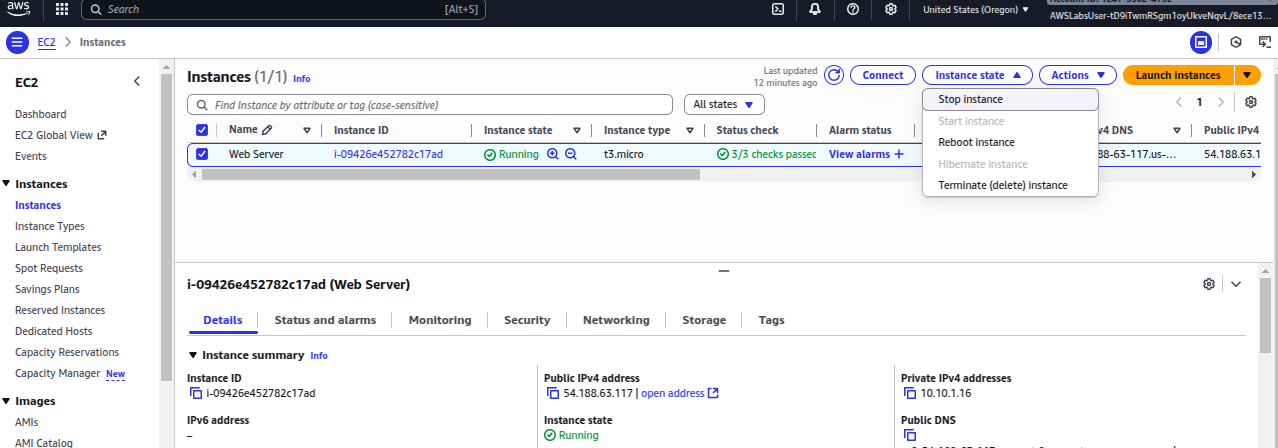 aws
Search [Alt+S]
United States (Oregon)
AWSLabsUser-tD9iTwmRSgm1oyUkveNqvL/8ece13...
EC2 > Instances
EC2
Dashboard
EC2 Global View
Events
Instances
Instances
Instance Types
Launch Templates
Spot Requests
Savings Plans
Reserved Instances
Dedicated Hosts
Capacity Reservations
Capacity Manager New
Images
AMIs
AMI Catalog
Instances (1/1) Info
Last updated
12 minutes ago
Connect
Instance state
Actions
Launch instances
Find Instance by attribute or tag (case-sensitive)
All states
1
Stop instance
Start instance
Reboot instance
Hibernate instance
Terminate (delete) instance
Name Instance ID Instance state Instance type Status check Alarm status v4 DNS Public IPv4
Web Server i-09426e452782c17ad Running t3.micro 3/3 checks passed View alarms + 88-63-117.us-... 54.188.63.1
i-09426e452782c17ad (Web Server)
Details Status and alarms Monitoring Security Networking Storage Tags
Instance summary Info
Instance ID
i-09426e452782c17ad
Public IPv4 address
54.188.63.117 | open address
Private IPv4 addresses
10.10.1.16
IPv6 address
–
Instance state
Running
Public DNS